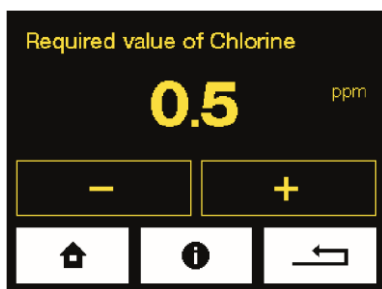 Required value of Chlorine
0.5 ppm
− +